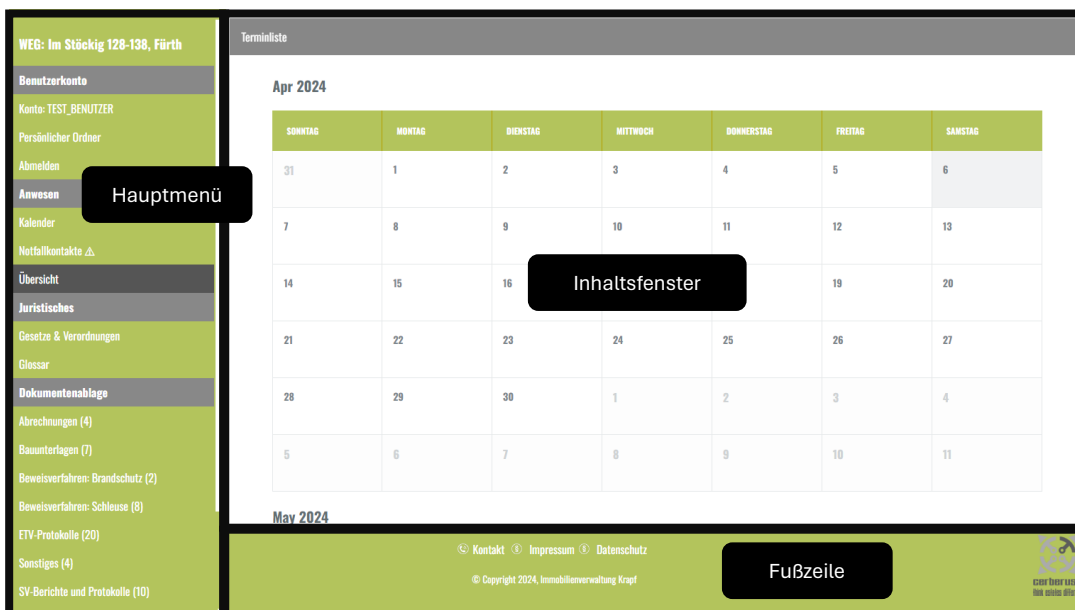 WEG: Im Stöckig 128-138, Fürth
Benutzerkonto
Konto: TEST_BENUTZER
Persönlicher Ordner
Abmelden
Anwesen
Kalender
Notfallkontakte ⚠
Übersicht
Juristisches
Gesetze & Verordnungen
Glossar
Dokumentenablage
Abrechnungen (4)
Bauunterlagen (7)
Beweisverfahren: Brandschutz (2)
Beweisverfahren: Schleuse (8)
ETV-Protokolle (20)
Sonstiges (4)
SV-Berichte und Protokolle (10)
Hauptmenü
Terminliste
Apr 2024
SONNTAG MONTAG DIENSTAG MITTWOCH DONNERSTAG FREITAG SAMSTAG
31 1 2 3 4 5 6
7 8 9 10 11 12 13
14 15 16 19 20
Inhaltsfenster
21 22 23 24 25 26 27
28 29 30 1 2 3 4
5 6 7 8 9 10 11
May 2024
Kontakt Impressum Datenschutz
© Copyright 2024, Immobilienverwaltung Krapf
Fußzeile
cerberus